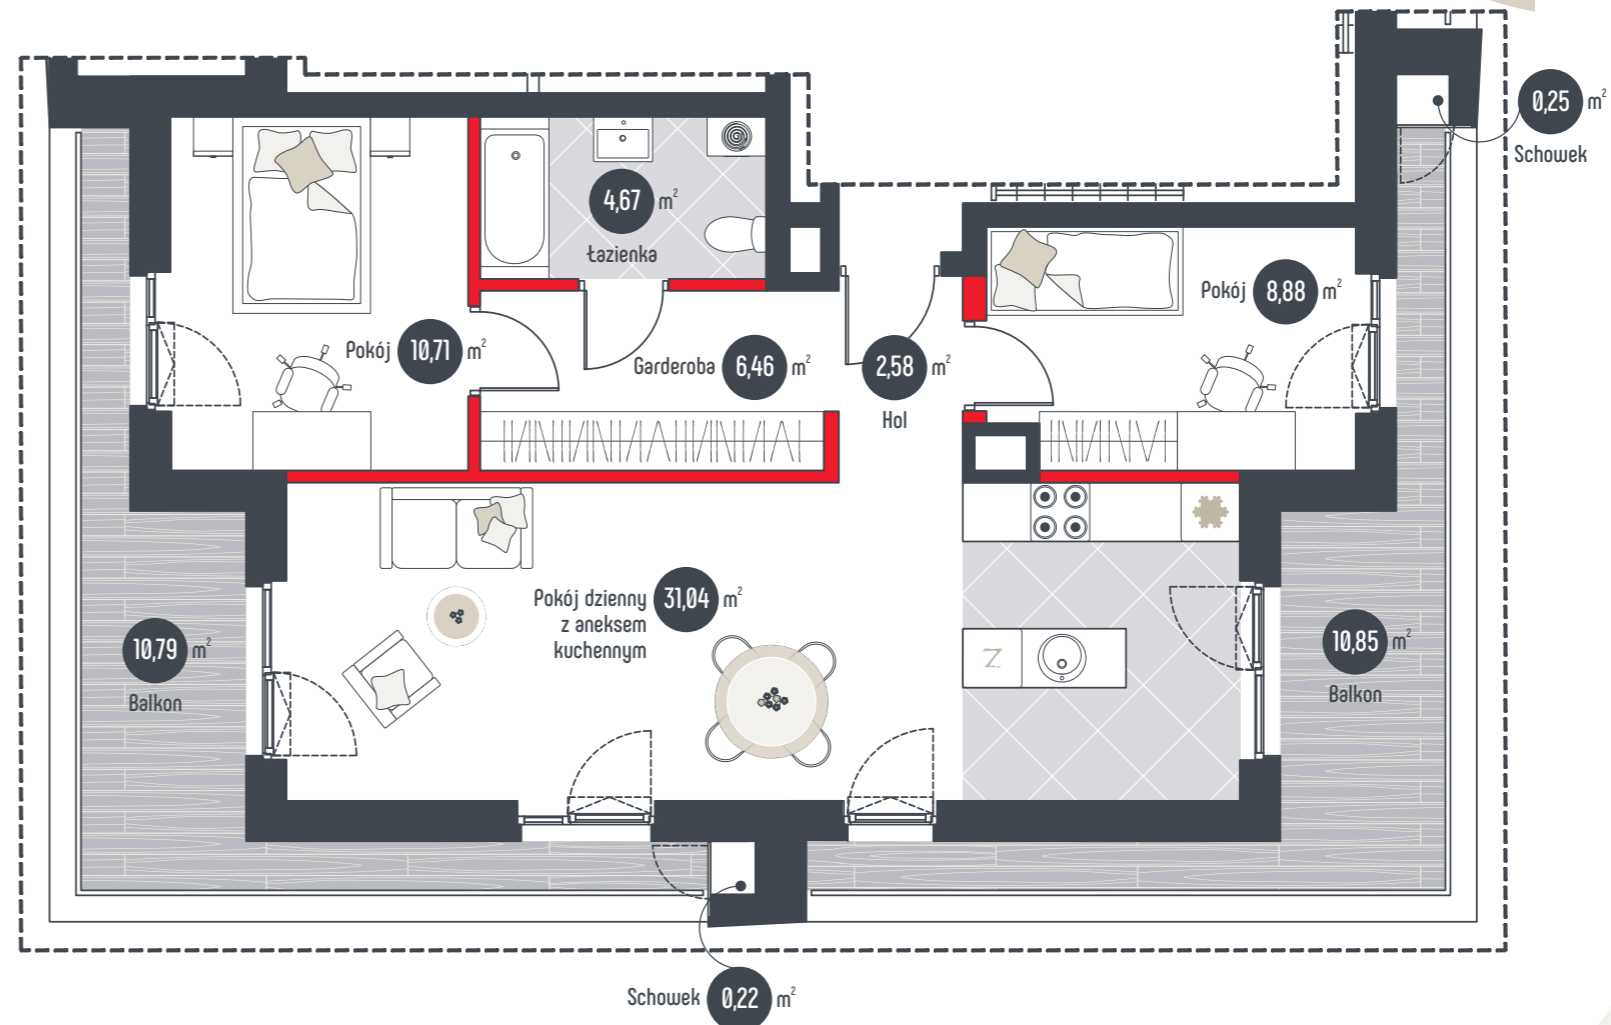 0,25 m²
Schowek
4,67 m²
Łazienka
Pokój 8,88 m²
Pokój 10,71 m²
Garderoba 6,46 m²
2,58 m²
Hol
Pokój dzienny 31,04 m²
z aneksem
kuchennym
10,79 m²
Balkon
Z
10,85 m²
Balkon
Schowek 0,22 m²